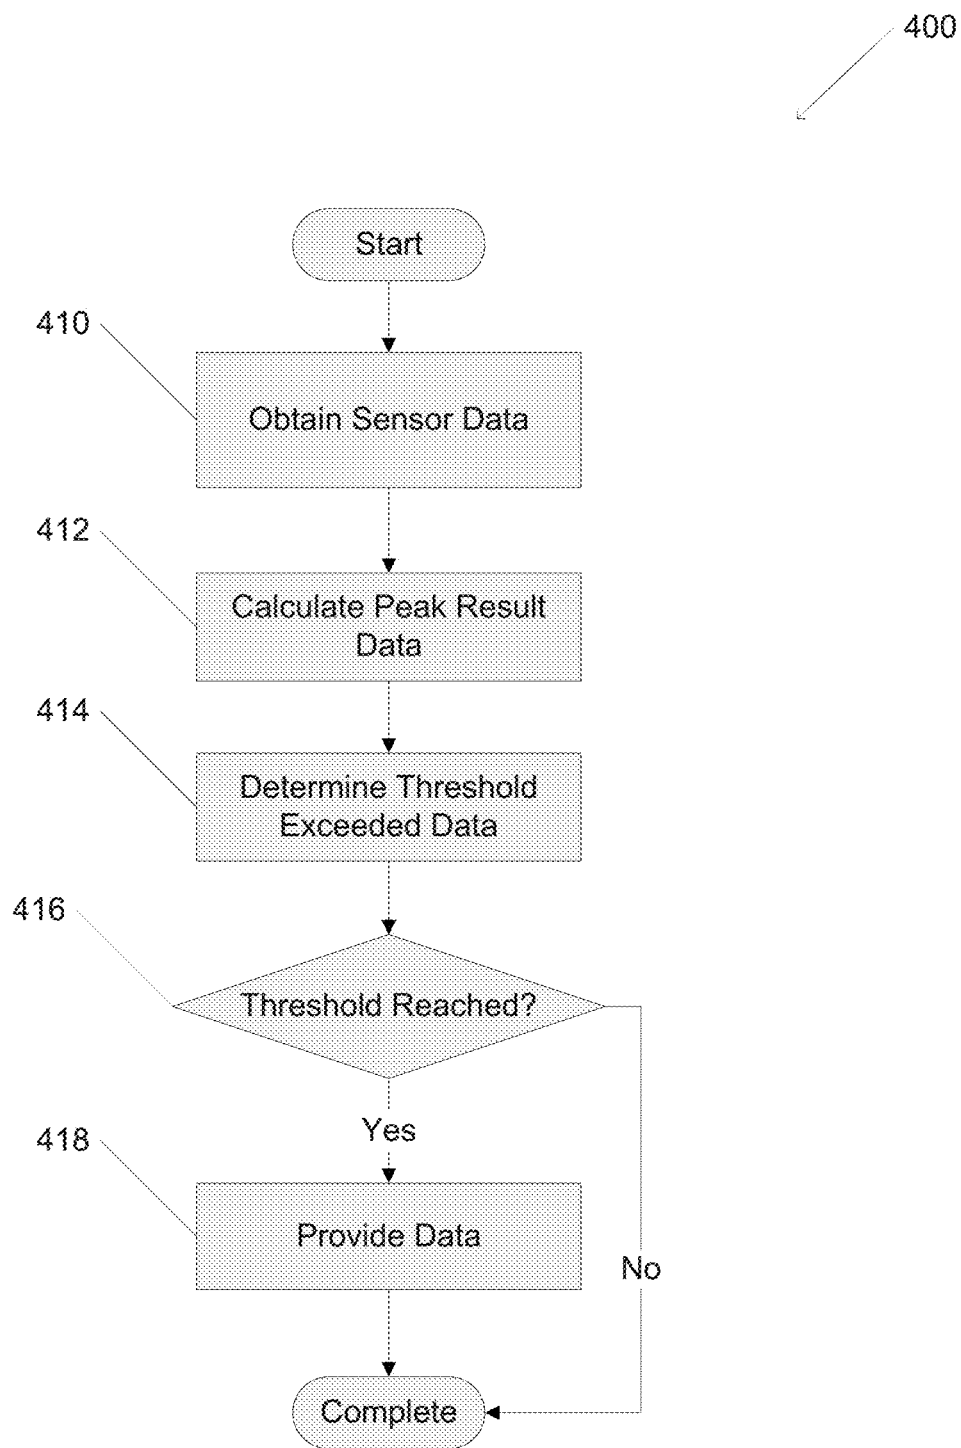 400
Start
410
Obtain Sensor Data
412
Calculate Peak Result
Data
414
Determine Threshold
Exceeded Data
416
Threshold Reached?
Yes
418
Provide Data
No
Complete